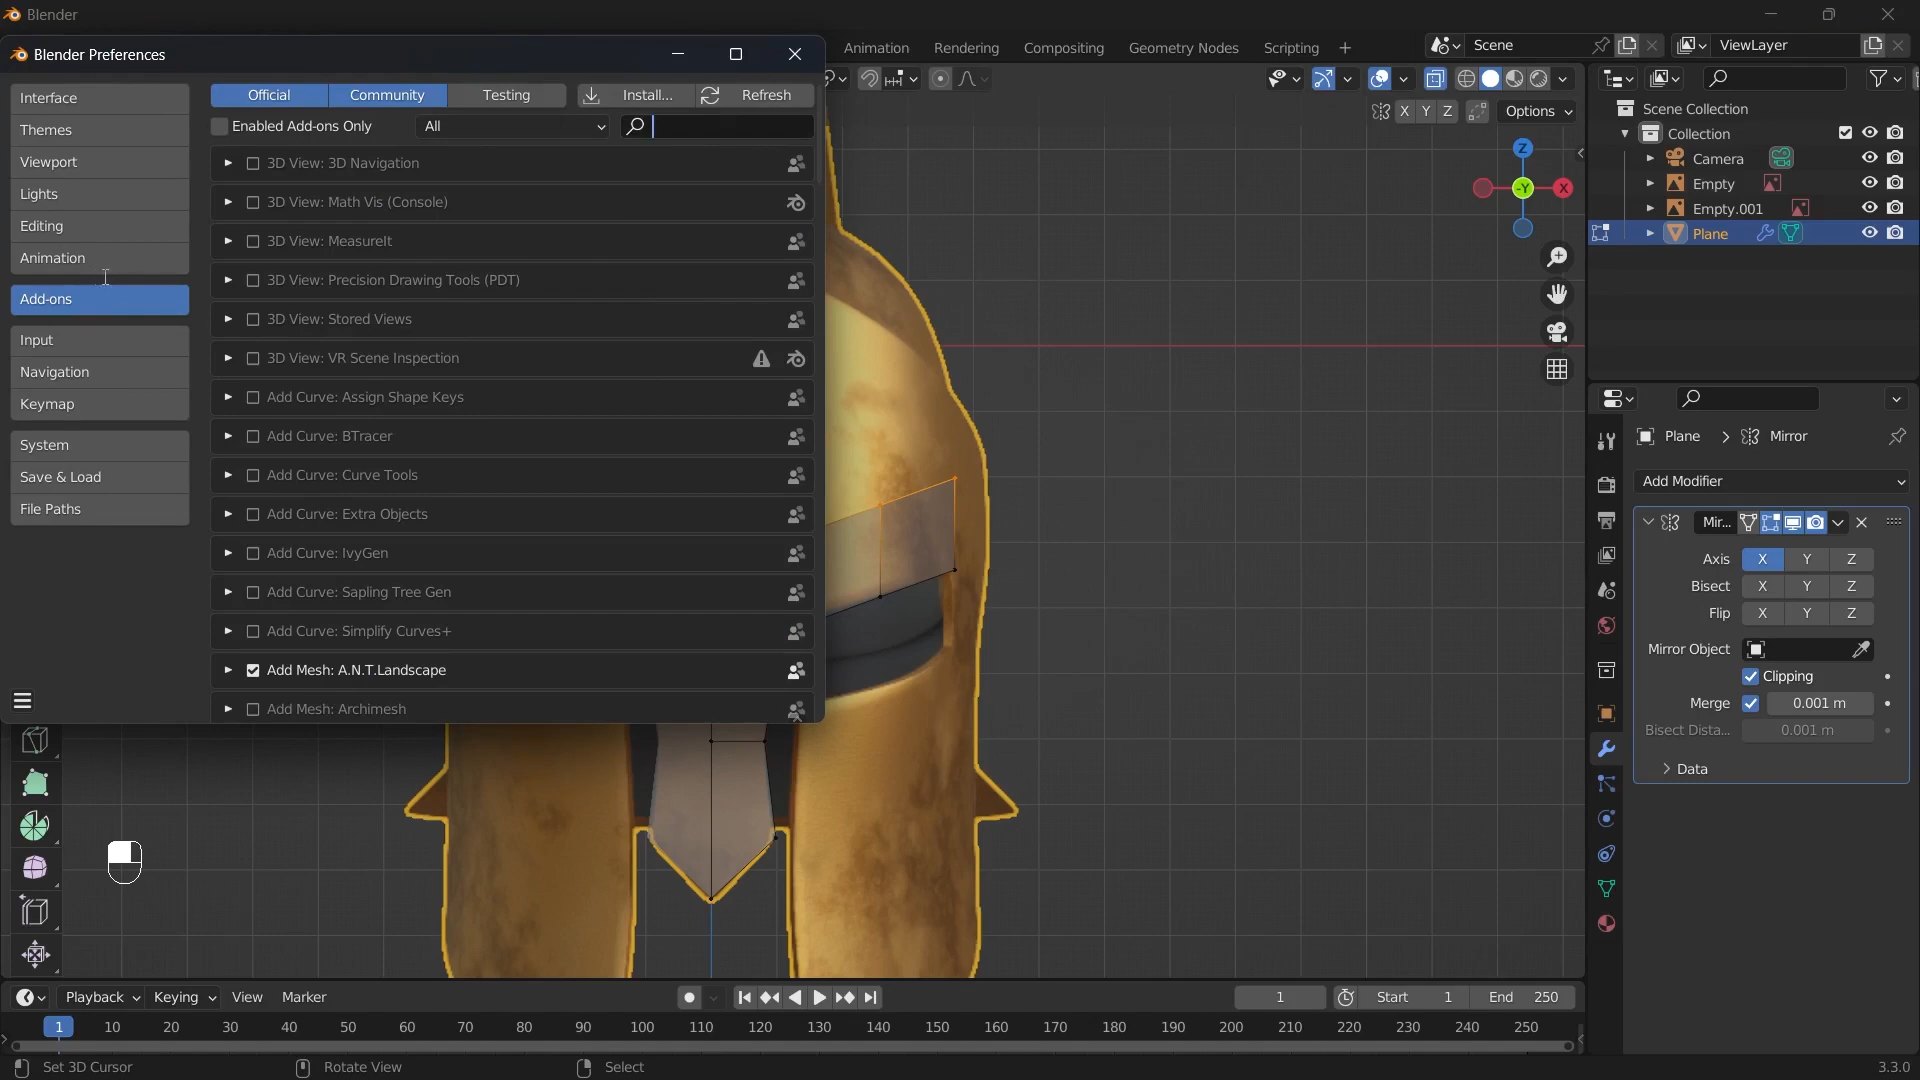 Blender
Blender Preferences
Animation
Rendering
Compositing
Geometry Nodes
Scripting
Scene
ViewLayer
Interface
Themes
Viewport
Lights
Editing
Animation
Add-ons
Input
Navigation
Keymap
System
Save & Load
File Paths
Official
Community
Testing
Install...
Refresh
Enabled Add-ons Only
All
3D View: 3D Navigation
3D View: Math Vis (Console)
3D View: MeasureIt
3D View: Precision Drawing Tools (PDT)
3D View: Stored Views
3D View: VR Scene Inspection
Add Curve: Assign Shape Keys
Add Curve: BTracer
Add Curve: Curve Tools
Add Curve: Extra Objects
Add Curve: IvyGen
Add Curve: Sapling Tree Gen
Add Curve: Simplify Curves+
Add Mesh: A.N.T.Landscape
Add Mesh: Archimesh
X Y Z
Options
Z
-Y
X
Scene Collection
Collection
Camera
Empty
Empty.001
Plane
Plane
Mirror
Add Modifier
Mir...
Axis X Y Z
Bisect X Y Z
Flip X Y Z
Mirror Object
Clipping
Merge 0.001 m
Bisect Dista... 0.001 m
Data
Playback
Keying
View
Marker
1
Start 1
End 250
1 10 20 30 40 50 60 70 80 90 100 110 120 130 140 150 160 170 180 190 200 210 220 230 240 250
Set 3D Cursor
Rotate View
Select
3.3.0